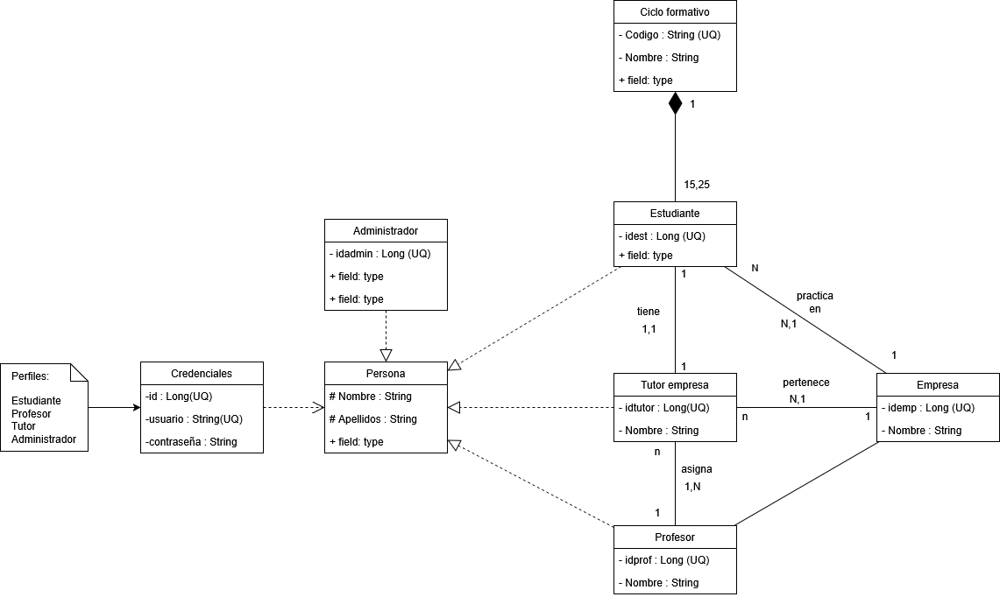 Ciclo formativo
- Codigo : String (UQ)
- Nombre : String
+ field: type
1
15,25
Estudiante
- idest : Long (UQ)
+ field: type
Administrador
- idadmin : Long (UQ)
+ field: type
+ field: type
1
N
practica
en
N,1
1
tiene
1,1
1
Perfiles:
Estudiante
Profesor
Tutor
Administrador
Credenciales
-id : Long(UQ)
-usuario : String(UQ)
-contraseña : String
Persona
# Nombre : String
# Apellidos : String
+ field: type
Tutor empresa
- idtutor : Long(UQ)
- Nombre : String
pertenece
N,1
n
1
Empresa
- idemp : Long (UQ)
- Nombre : String
n
asigna
1,N
1
Profesor
- idprof : Long (UQ)
- Nombre : String